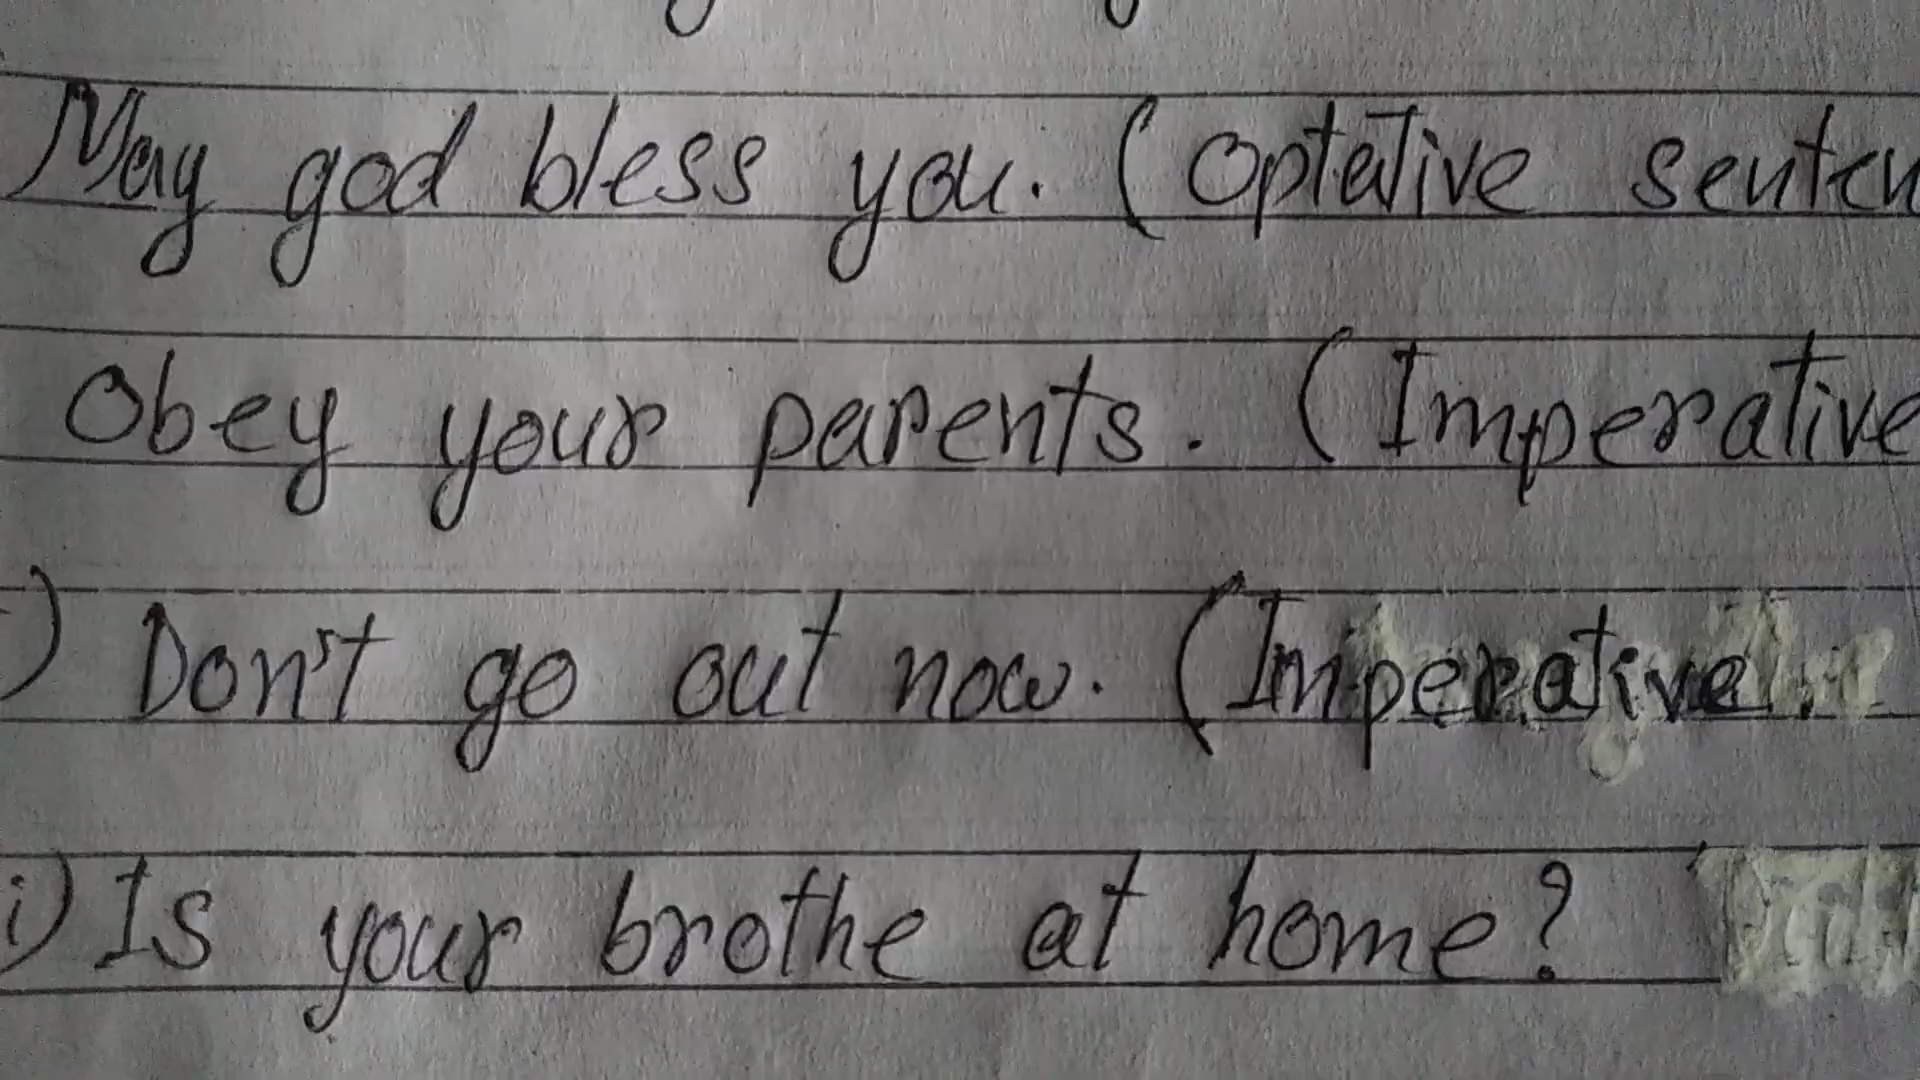 May god bless you. (Optative senten
Obey your parents. (Imperative
) Don't go out now. (Imperative.
i) Is your brothe at home?